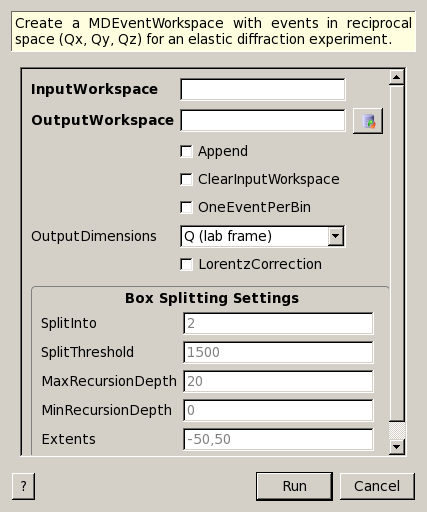 Create a MDEventWorkspace with events in reciprocal
space (Qx, Qy, Qz) for an elastic diffraction experiment.
InputWorkspace
OutputWorkspace
Append
ClearInputWorkspace
OneEventPerBin
OutputDimensions Q (lab frame)
LorentzCorrection
Box Splitting Settings
SplitInto 2
SplitThreshold 1500
MaxRecursionDepth 20
MinRecursionDepth 0
Extents -50,50
? Run Cancel